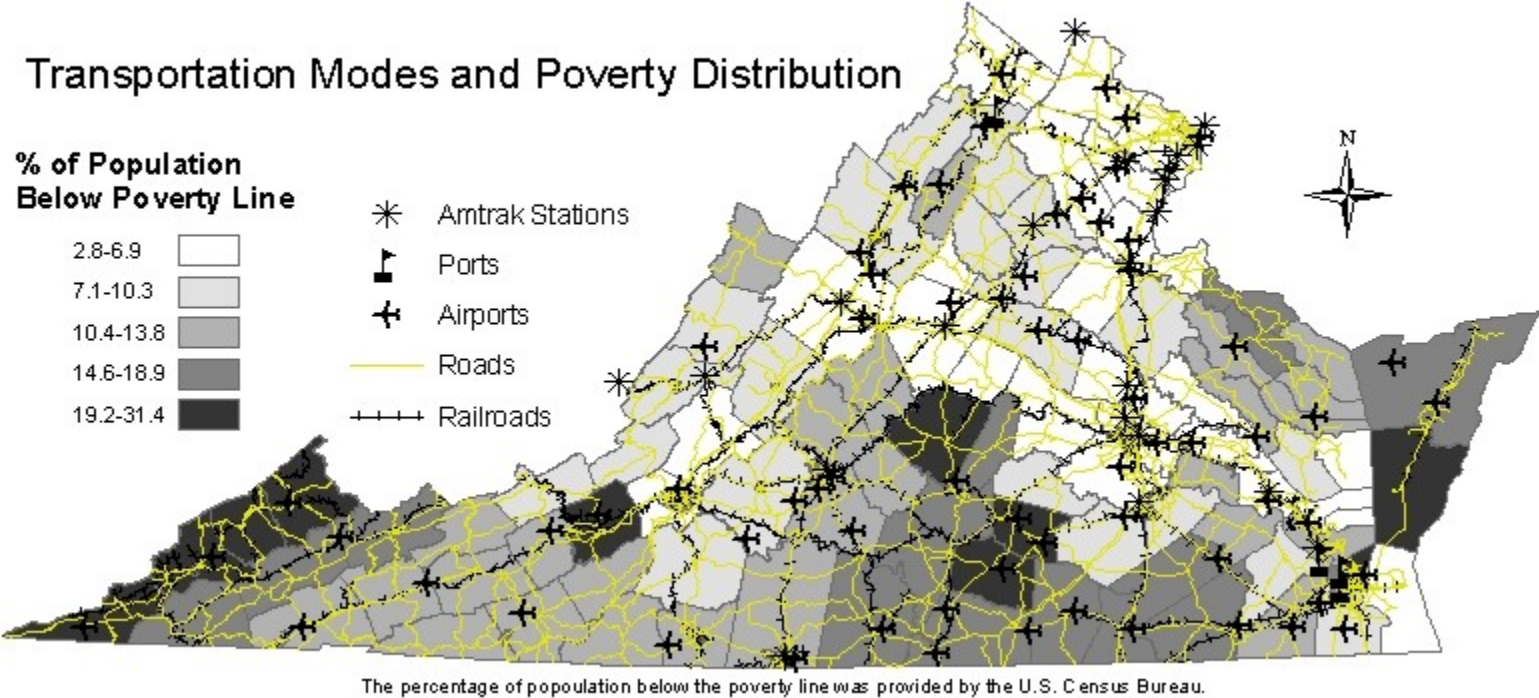 Transportation Modes and Poverty Distribution
% of Population
Below Poverty Line
2.8-6.9
7.1-10.3
10.4-13.8
14.6-18.9
19.2-31.4
Amtrak Stations
Ports
Airports
Roads
Railroads
N
The percentage of popoulation below the poverty line was provided by the U.S. Census Bureau.